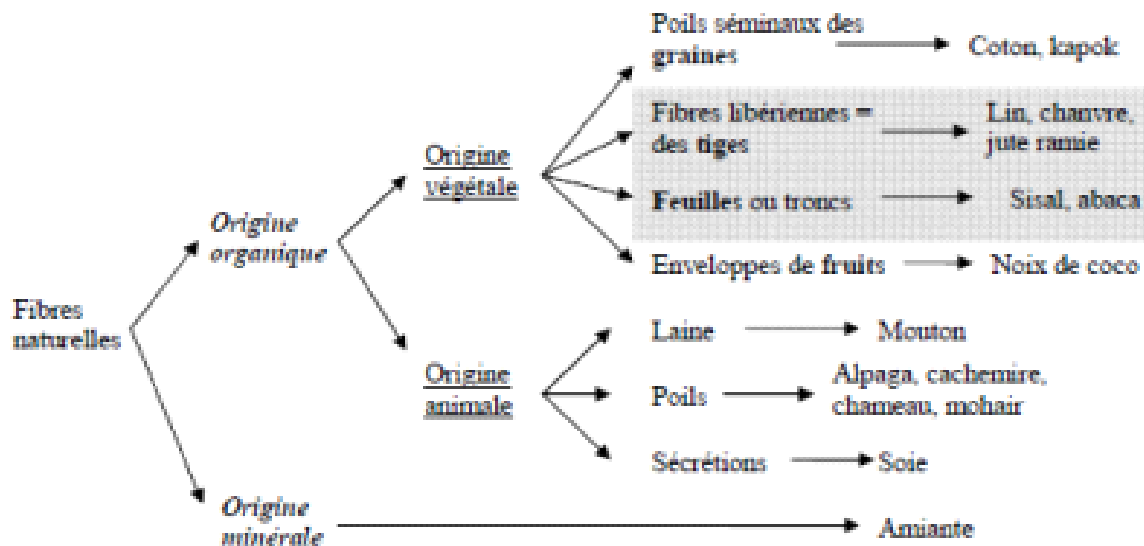 Poils séminaux des
graines
Coton, kapok
Fibres libériennes =
des tiges
Lin, chanvre,
jute ramie
Origine
végétale
Feuilles ou troncs
Sisal, abaca
Origine
organique
Enveloppes de fruits
Noix de coco
Fibres
naturelles
Laine
Mouton
Origine
animale
Poils
Alpaga, cachemire,
chameau, mohair
Sécrétions
Soie
Origine
minérale
Amiante